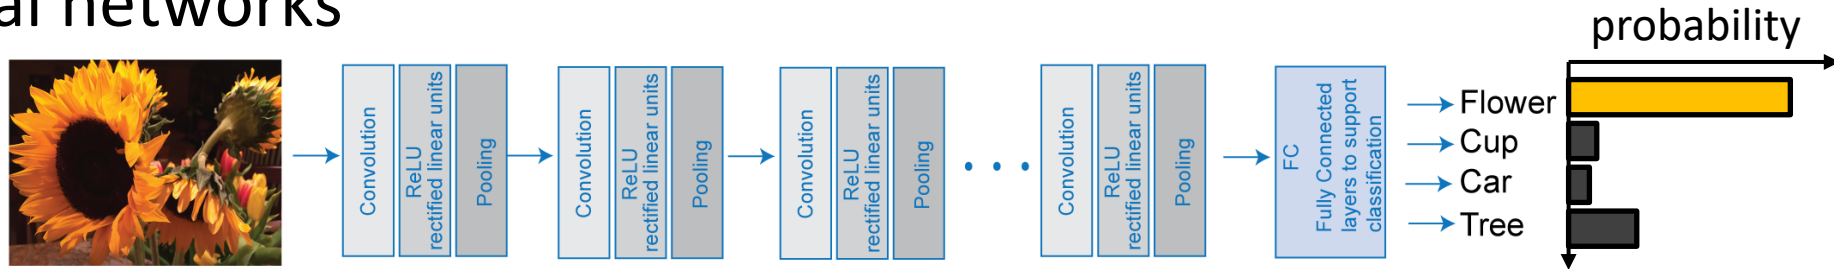 al networks
probability
Convolution
ReLU
rectified linear units
Pooling
Convolution
ReLU
rectified linear units
Pooling
Convolution
ReLU
rectified linear units
Pooling
. . .
Convolution
ReLU
rectified linear units
Pooling
FC
Fully Connected
layers to support
classification
Flower
Cup
Car
Tree